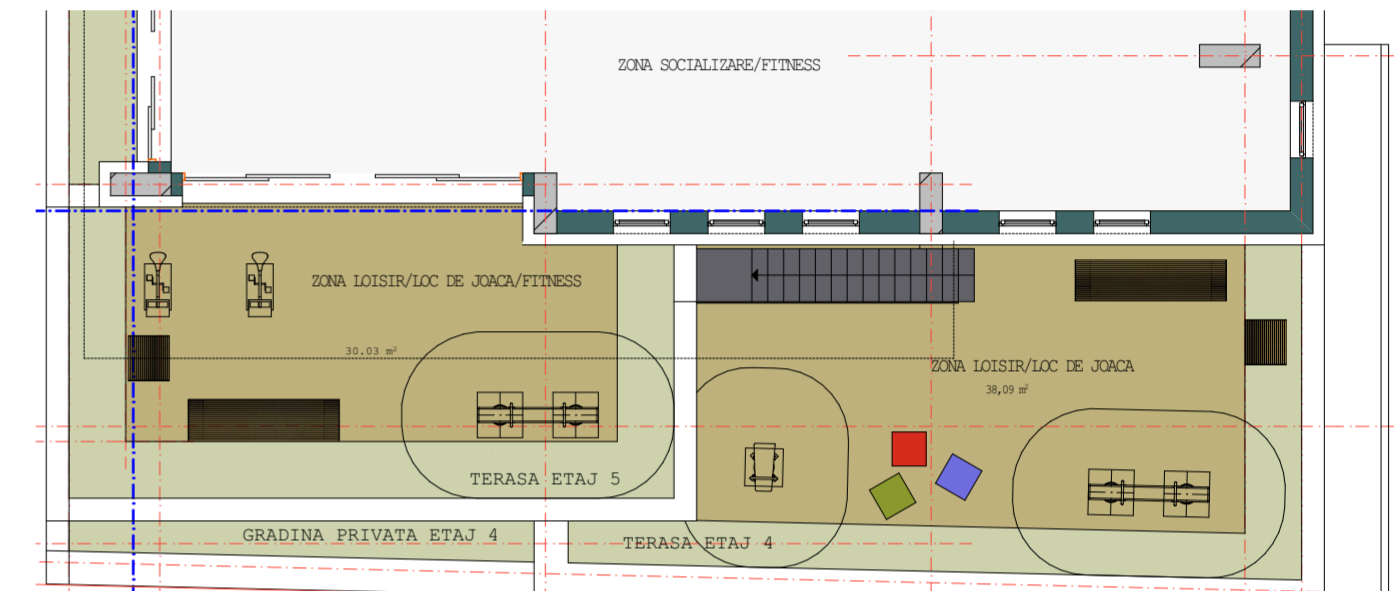 ZONA SOCIALIZARE/FITNESS
ZONA LOISIR/LOC DE JOACA/FITNESS
30.03 m²
ZONA LOISIR/LOC DE JOACA
38,09 m²
TERASA ETAJ 5
GRADINA PRIVATA ETAJ 4
TERASA ETAJ 4